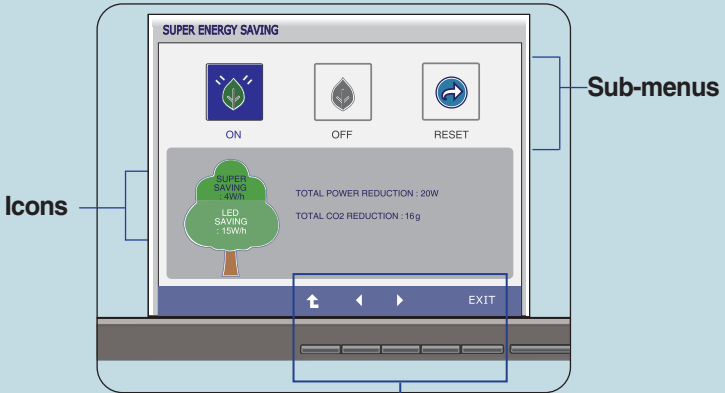 SUPER ENERGY SAVING
Sub-menus
ON
OFF
RESET
Icons
SUPER
SAVING
: 4W/h
LED
SAVING
: 15W/h
TOTAL POWER REDUCTION : 20W
TOTAL CO2 REDUCTION : 16g
EXIT